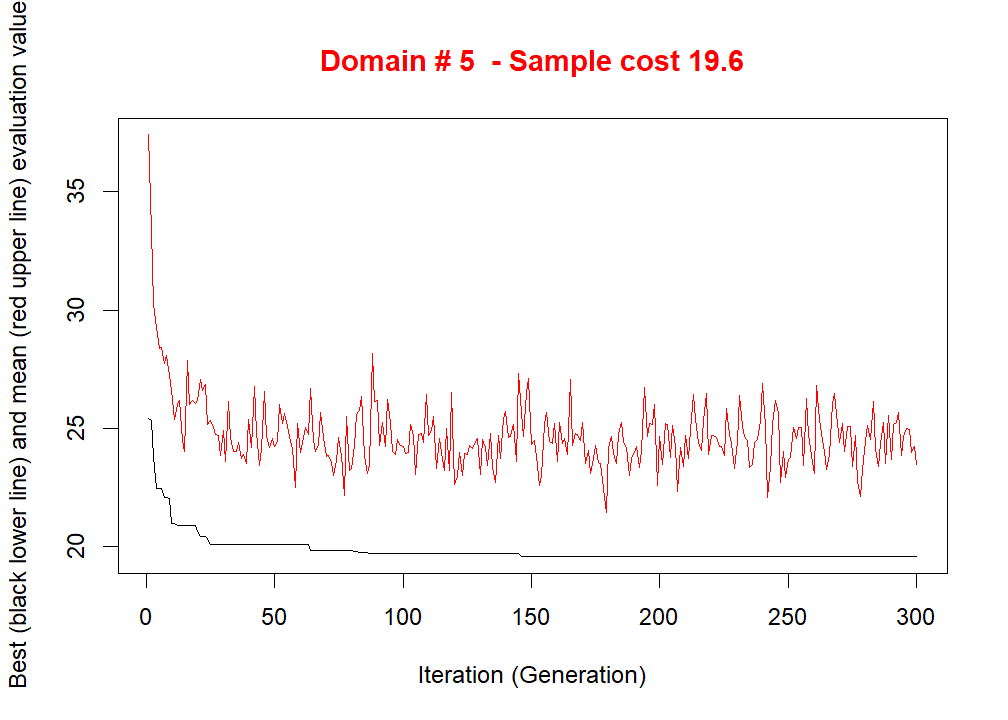 Domain # 5  - Sample cost 19.6
Best (black lower line) and mean (red upper line) evaluation value
35
30
25
20
0 50 100 150 200 250 300
Iteration (Generation)